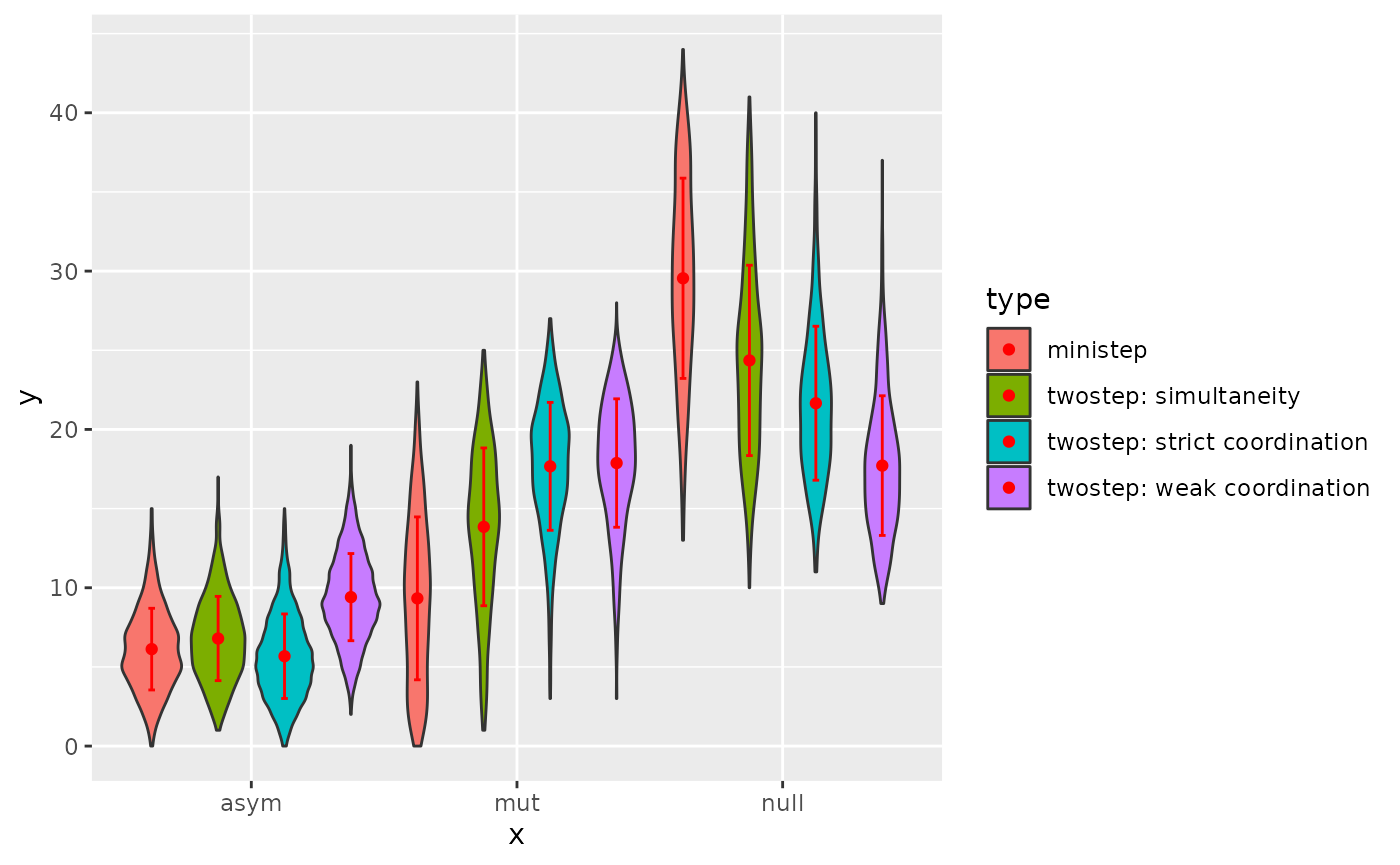 40
30
20
10
0
y
asym mut null
x
type
ministep
twostep: simultaneity
twostep: strict coordination
twostep: weak coordination